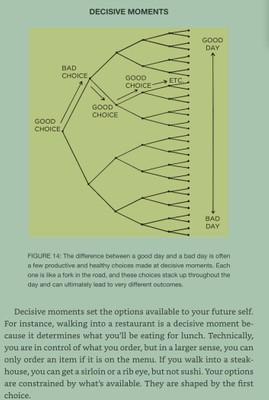 DECISIVE MOMENTS
GOOD
DAY
BAD
CHOICE
GOOD
CHOICE
ETC.
GOOD
CHOICE
GOOD
CHOICE
BAD
DAY
FIGURE 14: The difference between a good day and a bad day is often
a few productive and healthy choices made at decisive moments. Each
one is like a fork in the road, and these choices stack up throughout the
day and can ultimately lead to very different outcomes.
Decisive moments set the options available to your future self.
For instance, walking into a restaurant is a decisive moment be-
cause it determines what you'll be eating for lunch. Technically,
you are in control of what you order, but in a larger sense, you can
only order an item if it is on the menu. If you walk into a steak-
house, you can get a sirloin or a rib eye, but not sushi. Your options
are constrained by what's available. They are shaped by the first
choice.